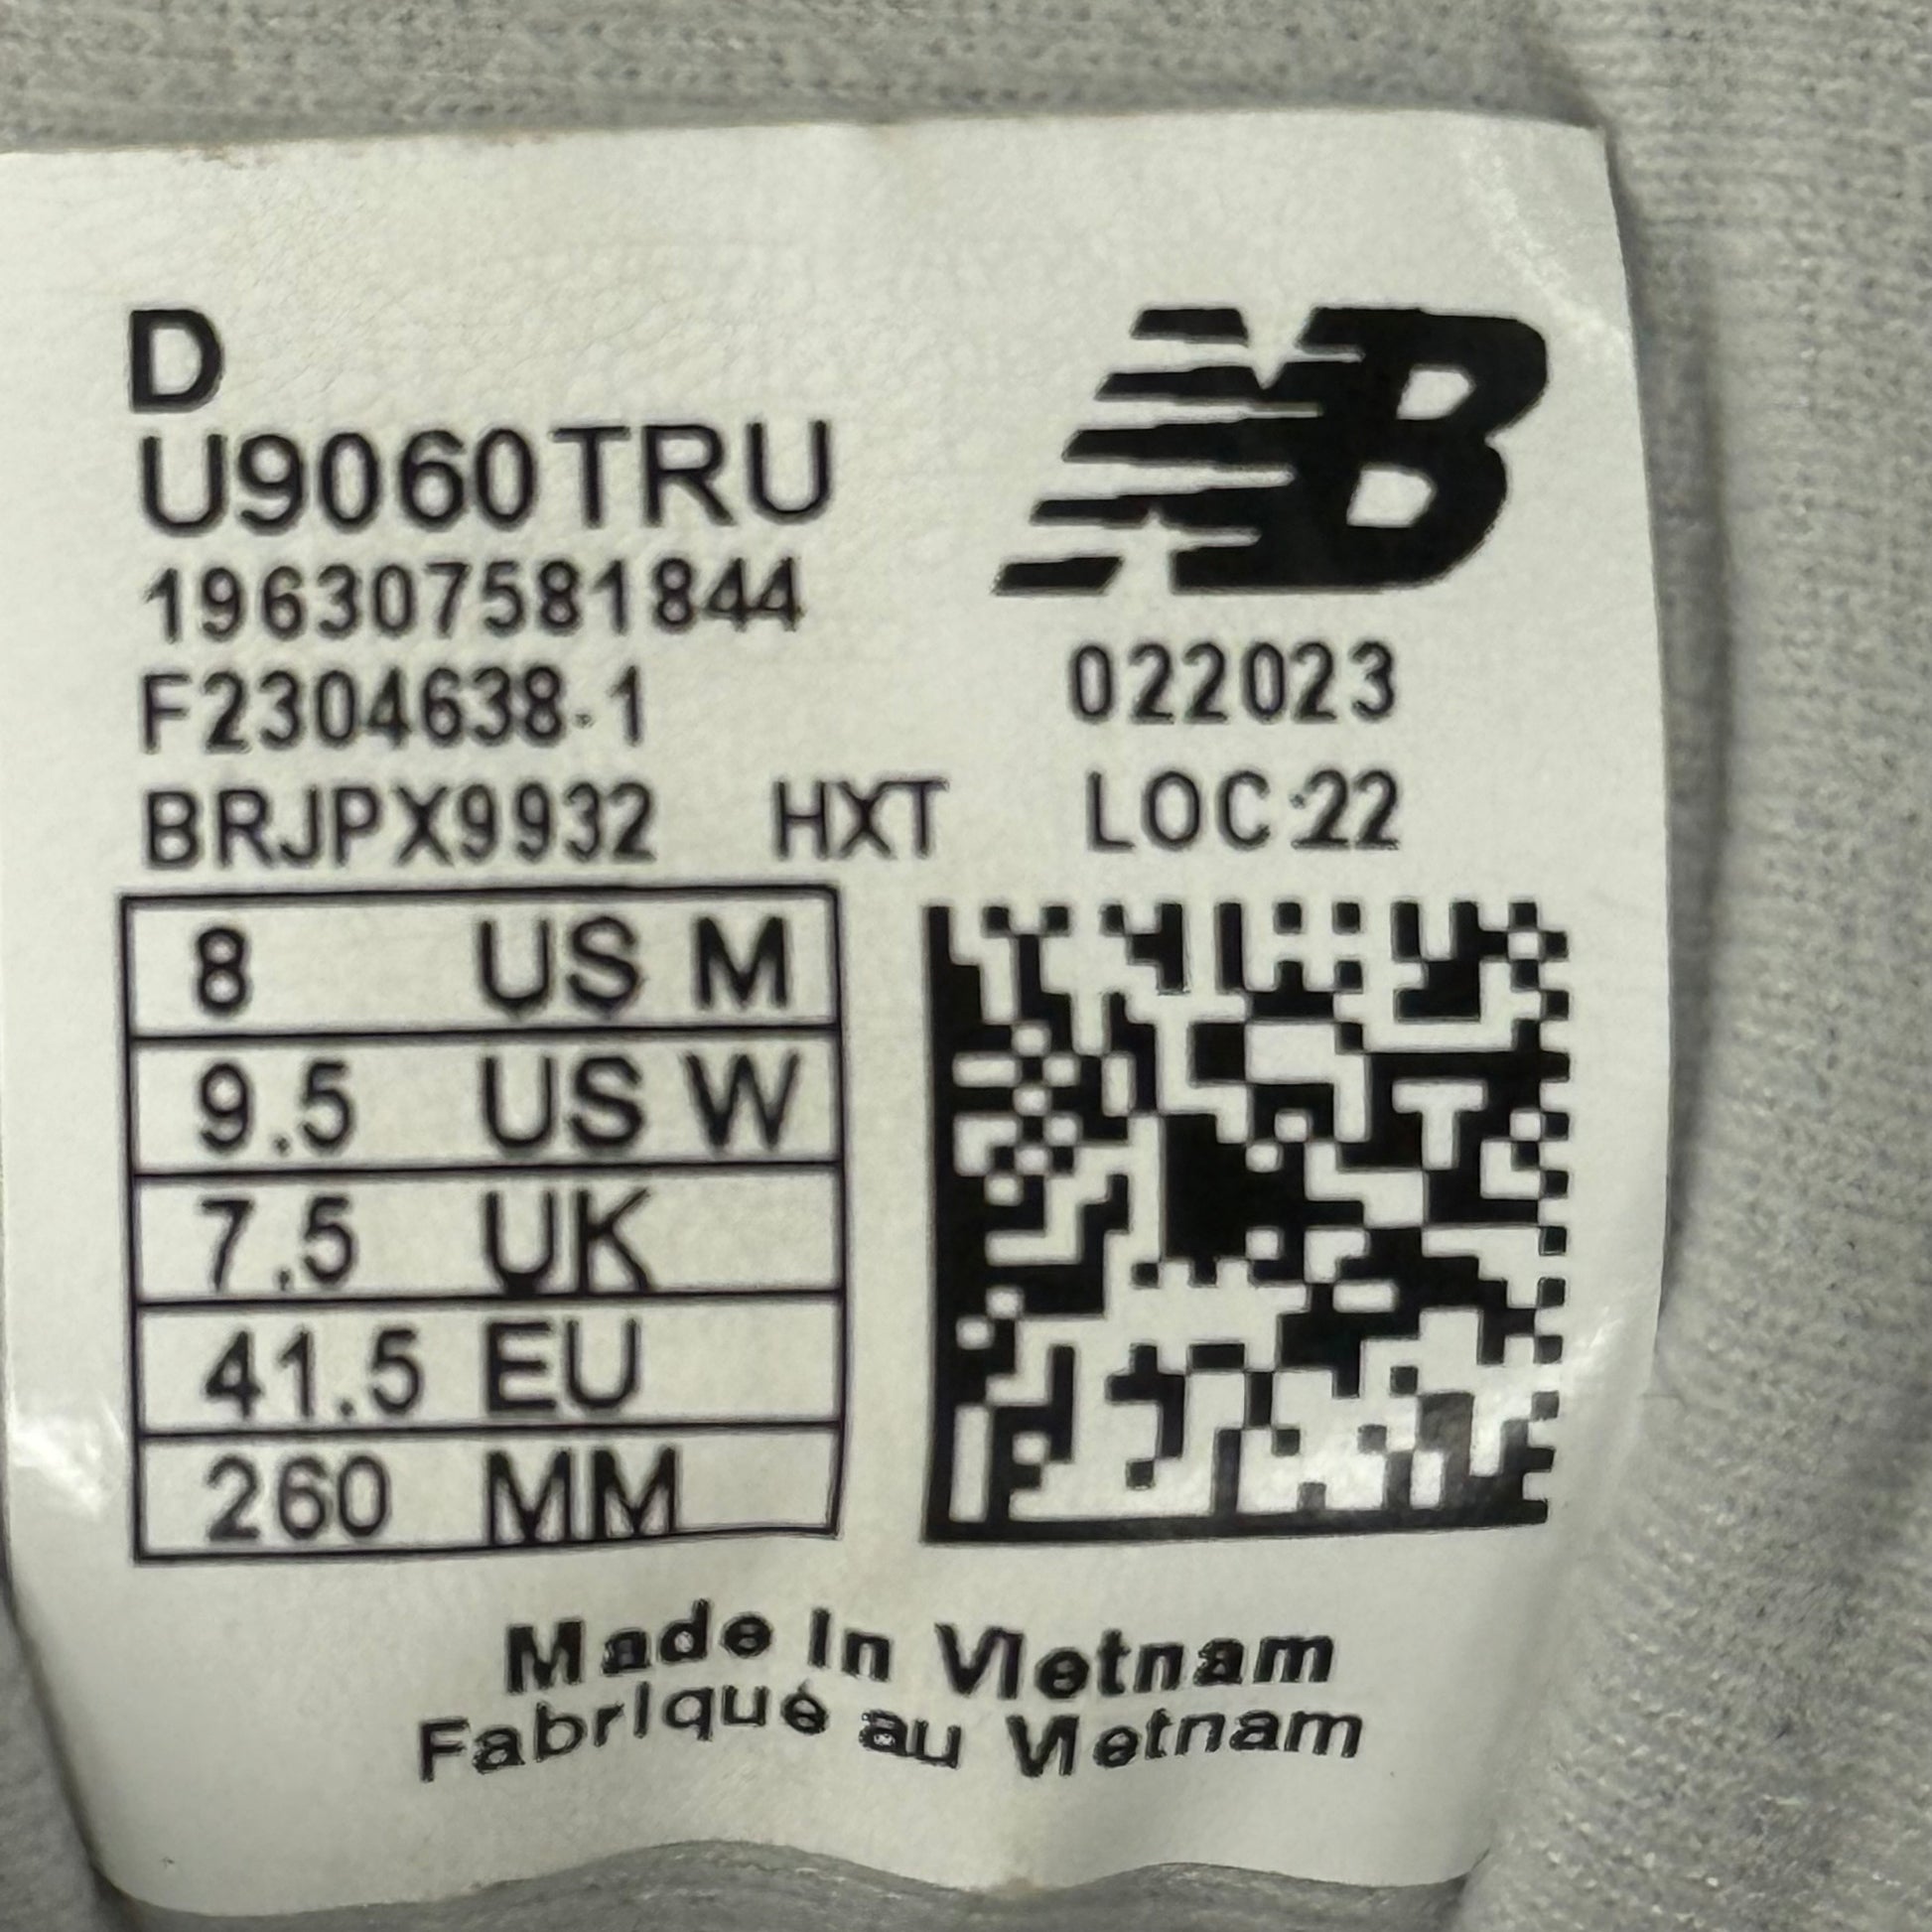 D
U9060TRU
196307581844
F2304638-1
BRJPX9932 HXT
NB
022023
LOC:22
8 US M
9.5 US W
7.5 UK
41.5 EU
260 MM
Made In Vietnam
Fabriqué au Vietnam